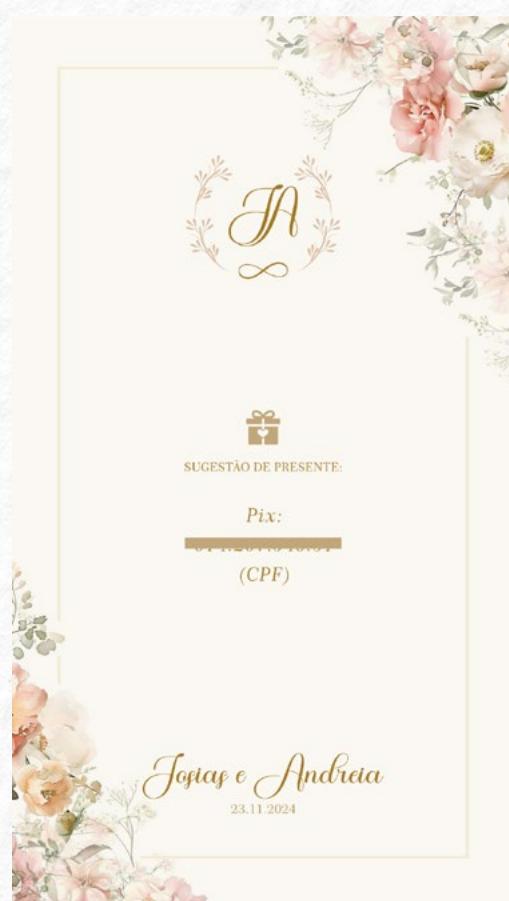 JA
SUGESTÃO DE PRESENTE:
Pix:
(CPF)
Josias e Andreia
23.11.2024